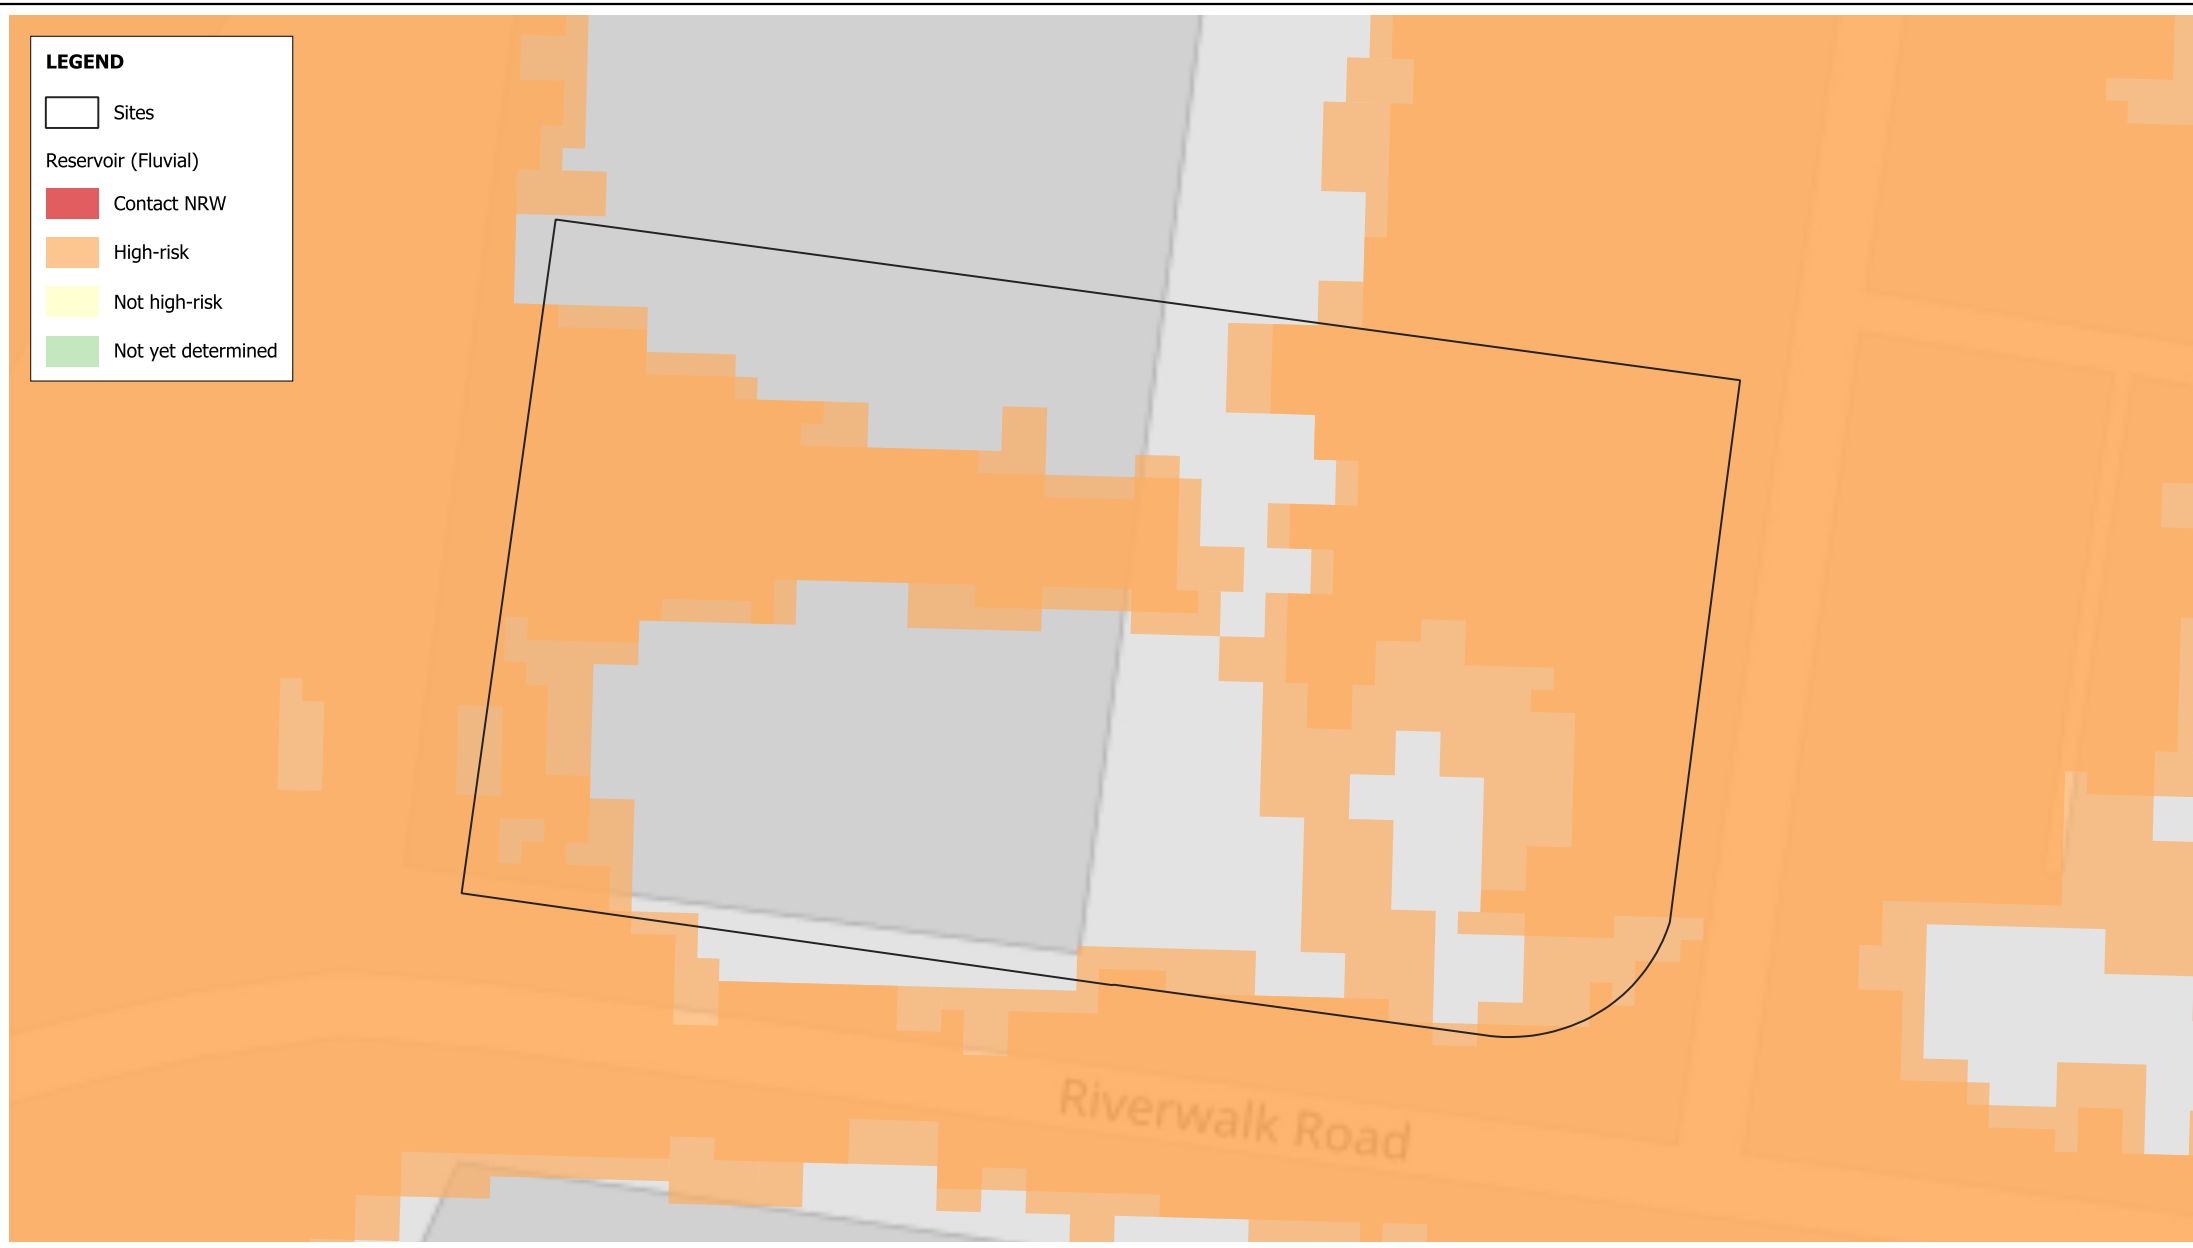 LEGEND
Sites
Reservoir (Fluvial)
Contact NRW
High-risk
Not high-risk
Not yet determined
Riverwalk Road